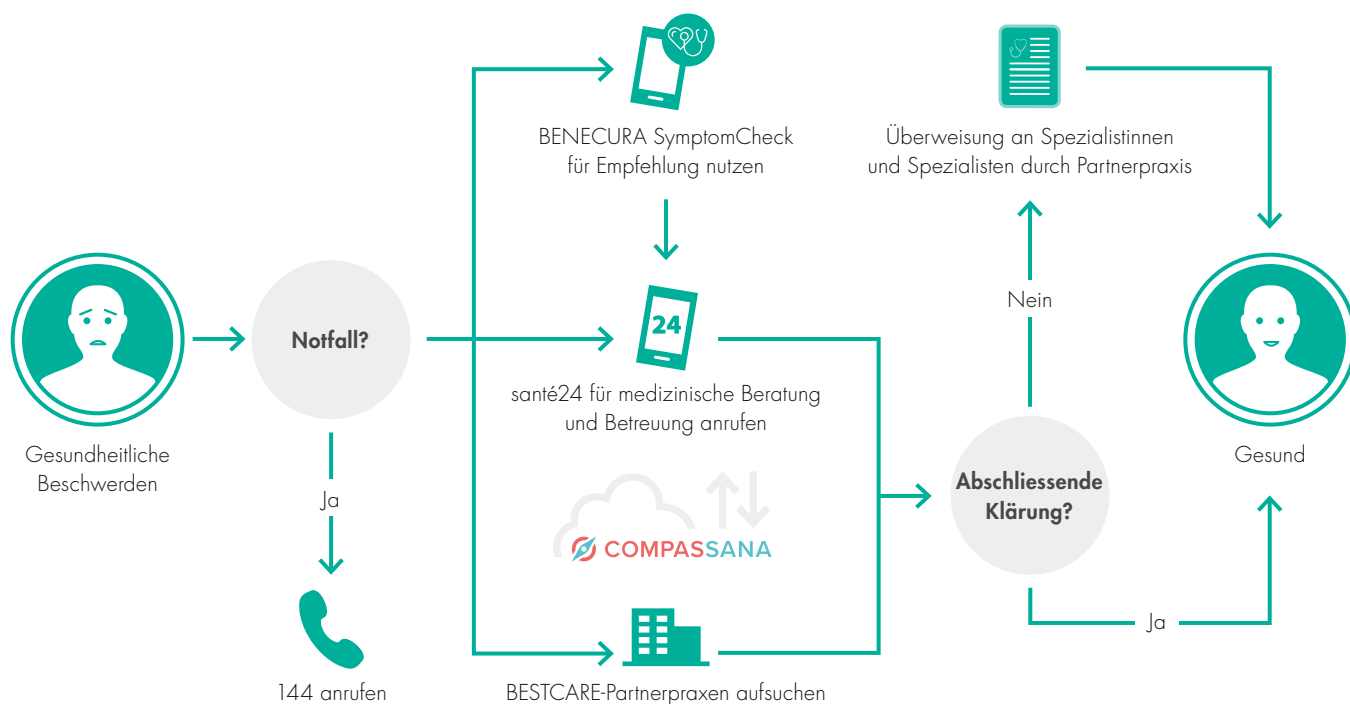 BENECURA SymptomCheck
für Empfehlung nutzen
Überweisung an Spezialistinnen
und Spezialisten durch Partnerpraxis
Gesundheitliche
Beschwerden
Notfall?
Ja
144 anrufen
24
santé24 für medizinische Beratung
und Betreuung anrufen
COMPASSANA
BESTCARE-Partnerpraxen aufsuchen
Abschliessende
Klärung?
Nein
Ja
Gesund